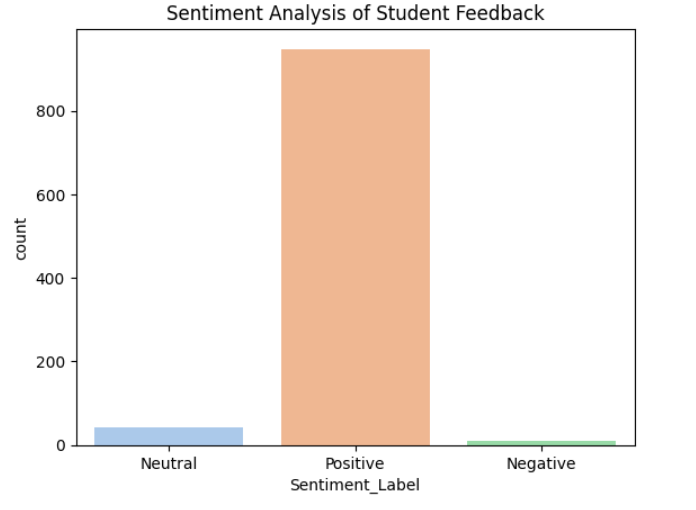 Sentiment Analysis of Student Feedback
800
600
400
200
0
count
Neutral
Positive
Negative
Sentiment_Label